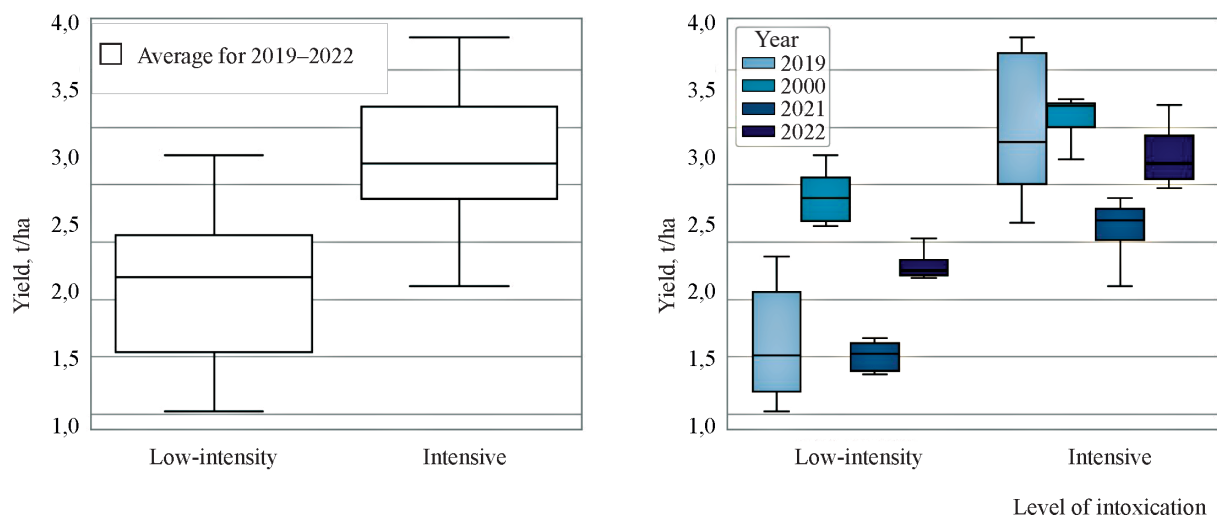 4,0
3,5
3,0
2,5
2,0
1,5
1,0
Yield, t/ha
Average for 2019–2022
Low-intensity
Intensive
4,0
3,5
3,0
2,5
2,0
1,5
1,0
Yield, t/ha
Year
2019
2000
2021
2022
Low-intensity
Intensive
Level of intoxication